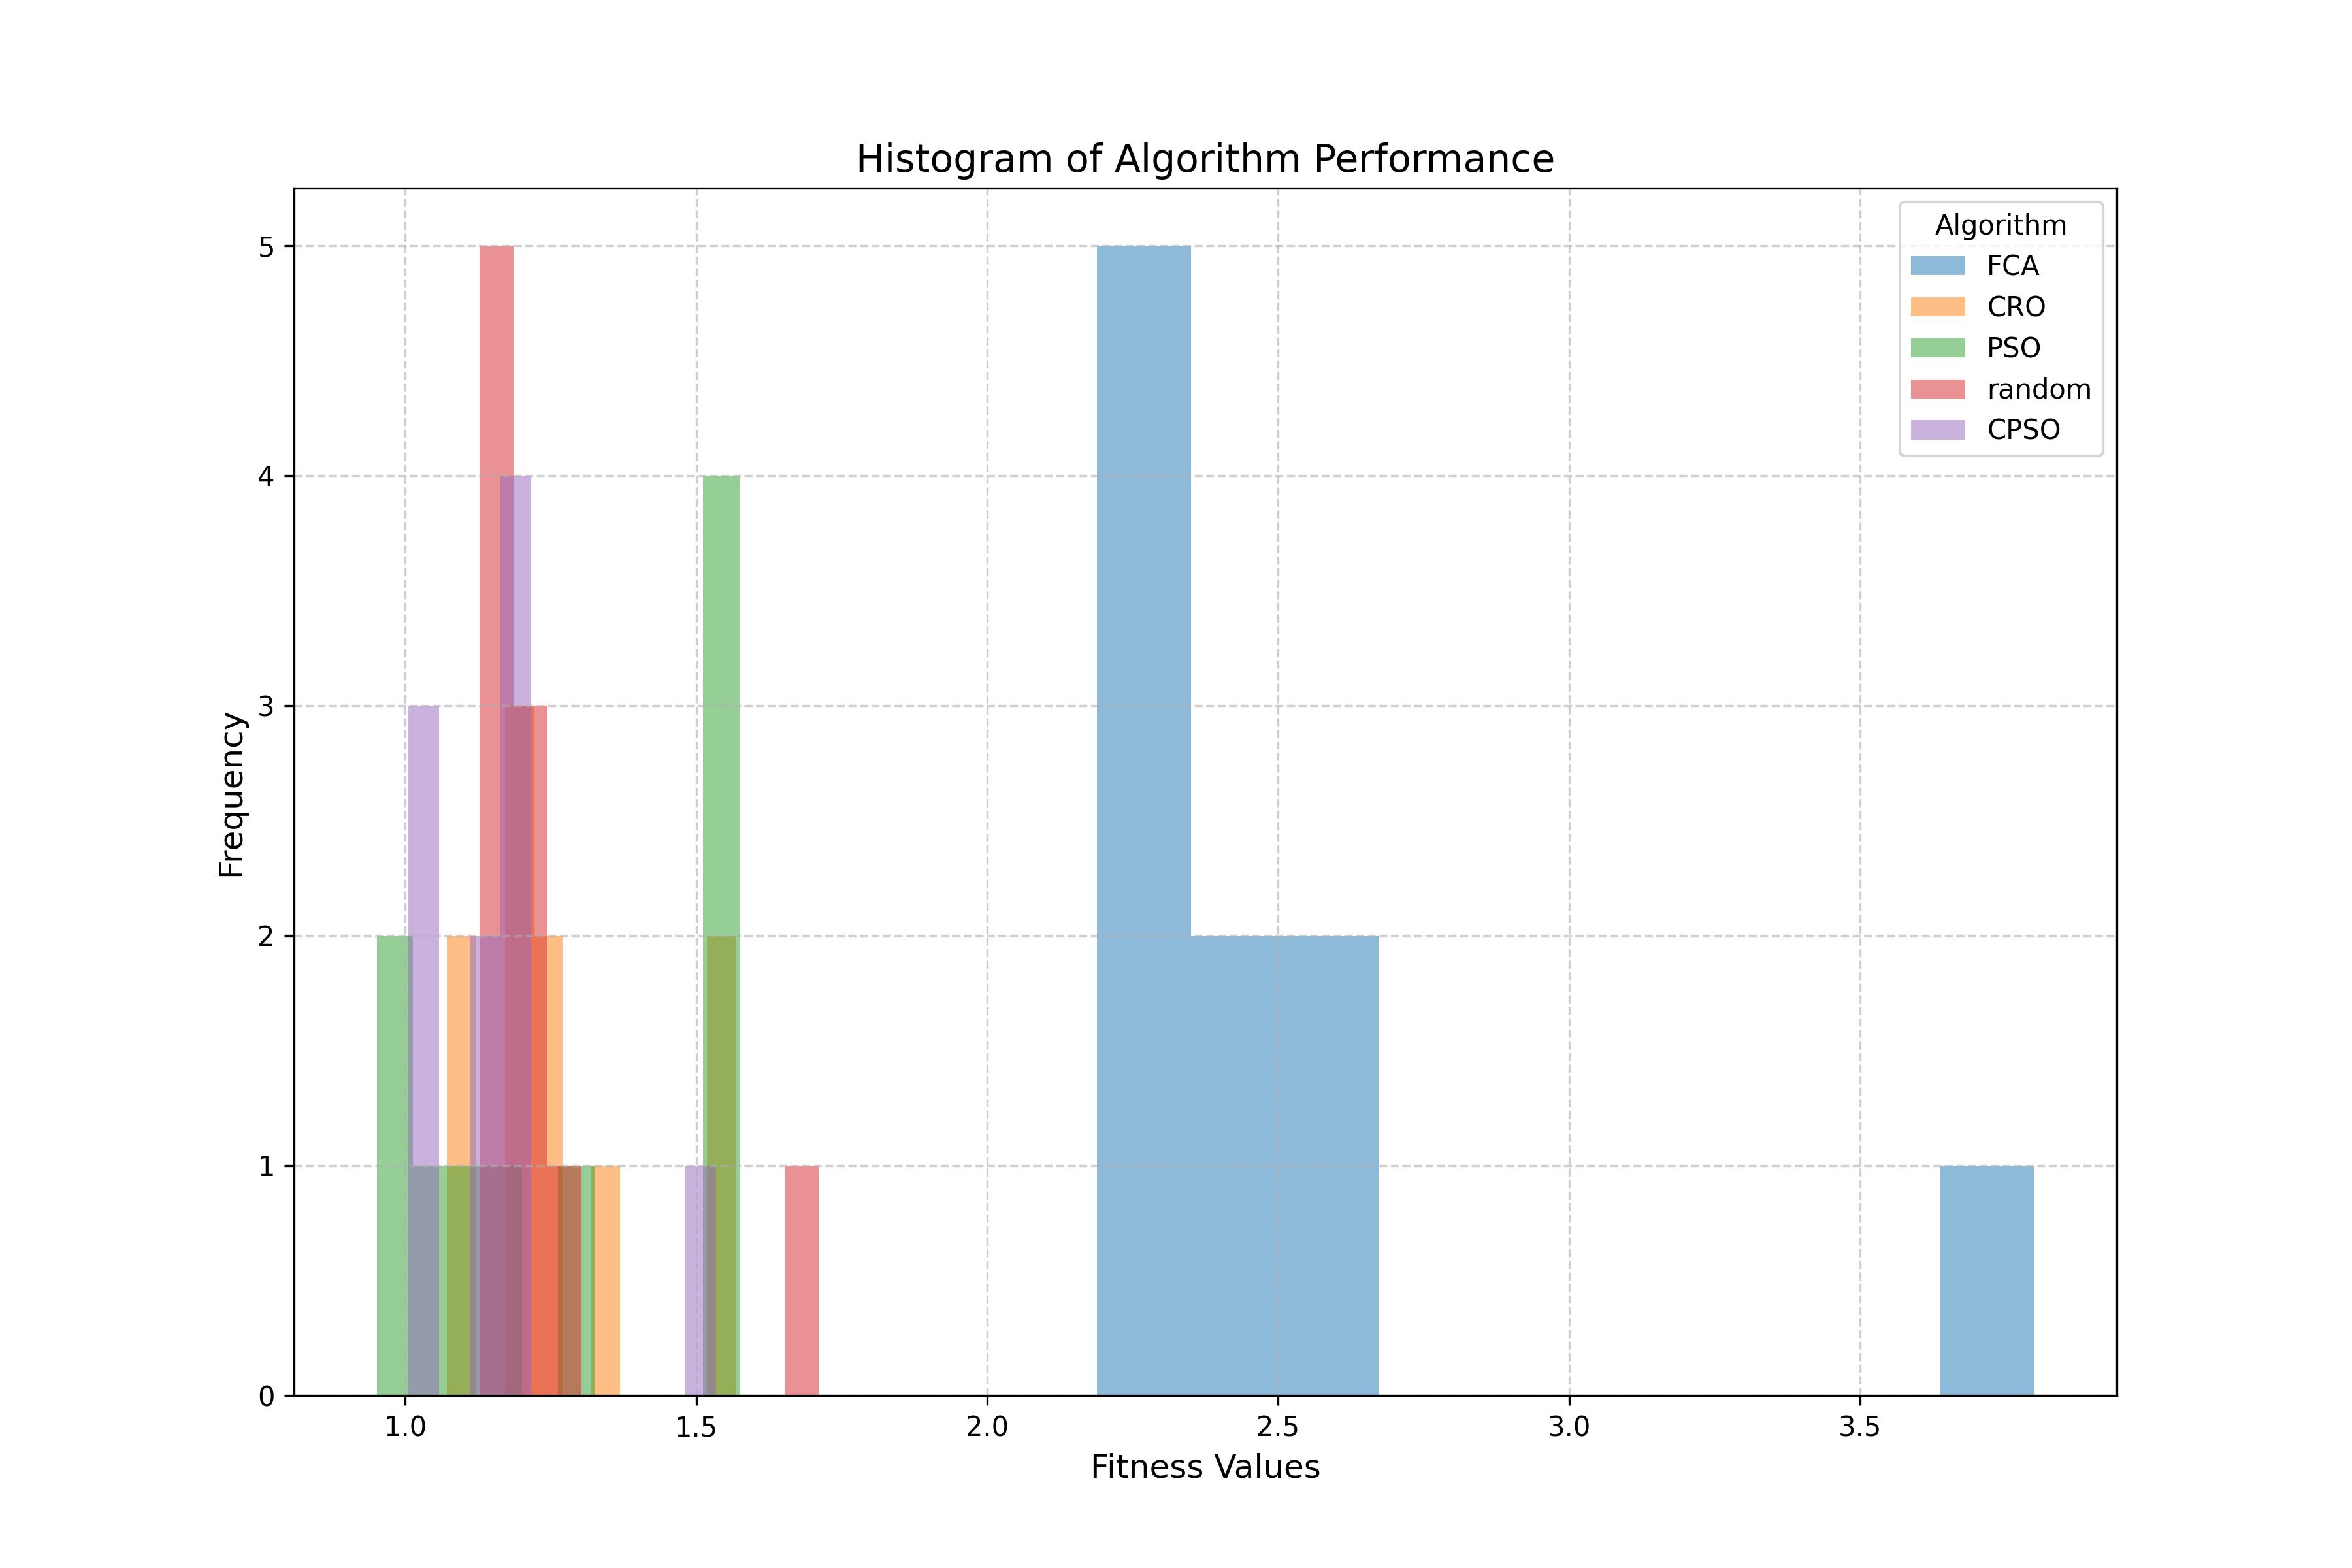 Histogram of Algorithm Performance
Algorithm
FCA
CRO
PSO
random
CPSO
Frequency
5
4
3
2
1
0
1.0 1.5 2.0 2.5 3.0 3.5
Fitness Values